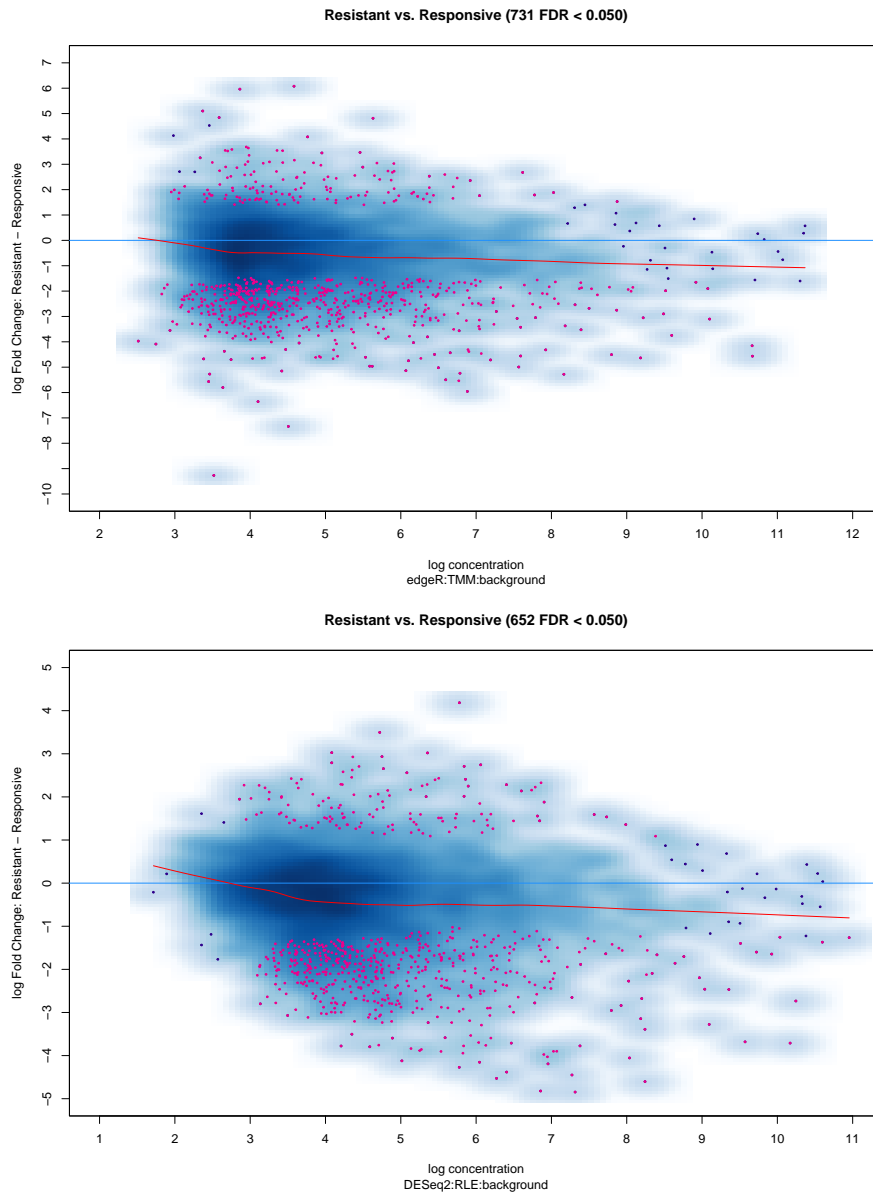 Resistant vs. Responsive (731 FDR < 0.050)
7
6
5
4
3
2
1
0
−1
−2
−3
−4
−5
−6
−7
−8
−10
log Fold Change: Resistant − Responsive
2 3 4 5 6 7 8 9 10 11 12
log concentration
edgeR:TMM:background
Resistant vs. Responsive (652 FDR < 0.050)
5
4
3
2
1
0
−1
−2
−3
−4
−5
log Fold Change: Resistant − Responsive
1 2 3 4 5 6 7 8 9 10 11
log concentration
DESeq2:RLE:background